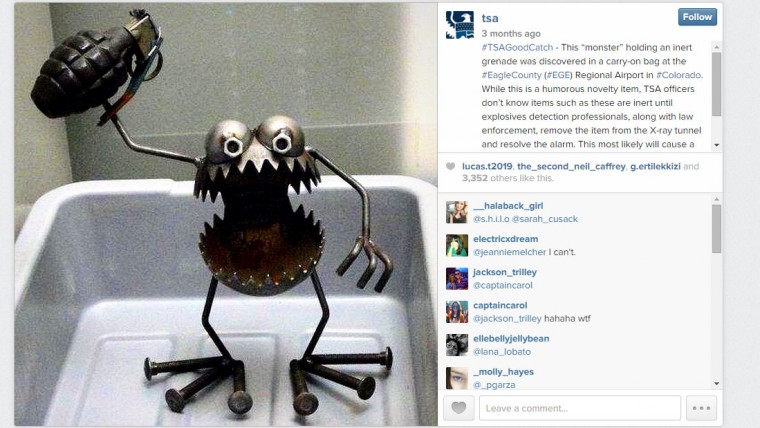 tsa
Follow
3 months ago
#TSAGoodCatch - This “monster” holding an inert
grenade was discovered in a carry-on bag at the
#EagleCounty (#EGE) Regional Airport in #Colorado.
While this is a humorous novelty item, TSA officers
don’t know items such as these are inert until
explosives detection professionals, along with law
enforcement, remove the item from the X-ray tunnel
and resolve the alarm. This most likely will cause a
lucas.t2019, the_second_neil_caffrey, g.ertilekkizi and
3,352 others like this.
__halaback_girl
@s.h.i.l.o @sarah_cusack
electricxdream
@jeanniemelcher I can't.
jackson_trilley
@captaincarol
captaincarol
@jackson_trilley hahaha wtf
ellebellyjellybean
@lana_lobato
_molly_hayes
@_pgarza
Leave a comment...